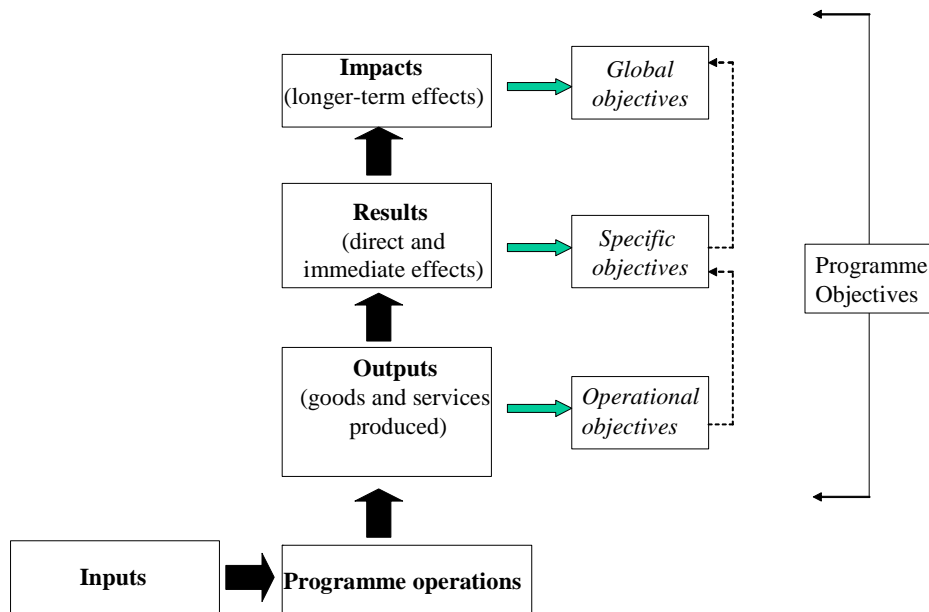 Impacts
(longer-term effects)
Global
objectives
Results
(direct and
immediate effects)
Specific
objectives
Programme
Objectives
Outputs
(goods and services
produced)
Operational
objectives
Inputs
Programme operations